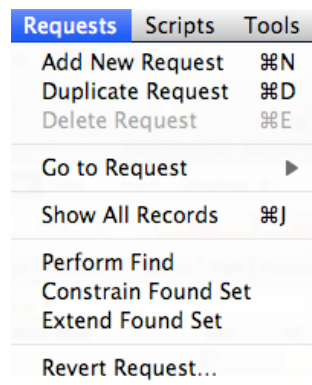 Requests Scripts Tools
Add New Request ⌘N
Duplicate Request ⌘D
Delete Request ⌘E
Go to Request ▶
Show All Records ⌘J
Perform Find
Constrain Found Set
Extend Found Set
Revert Request...